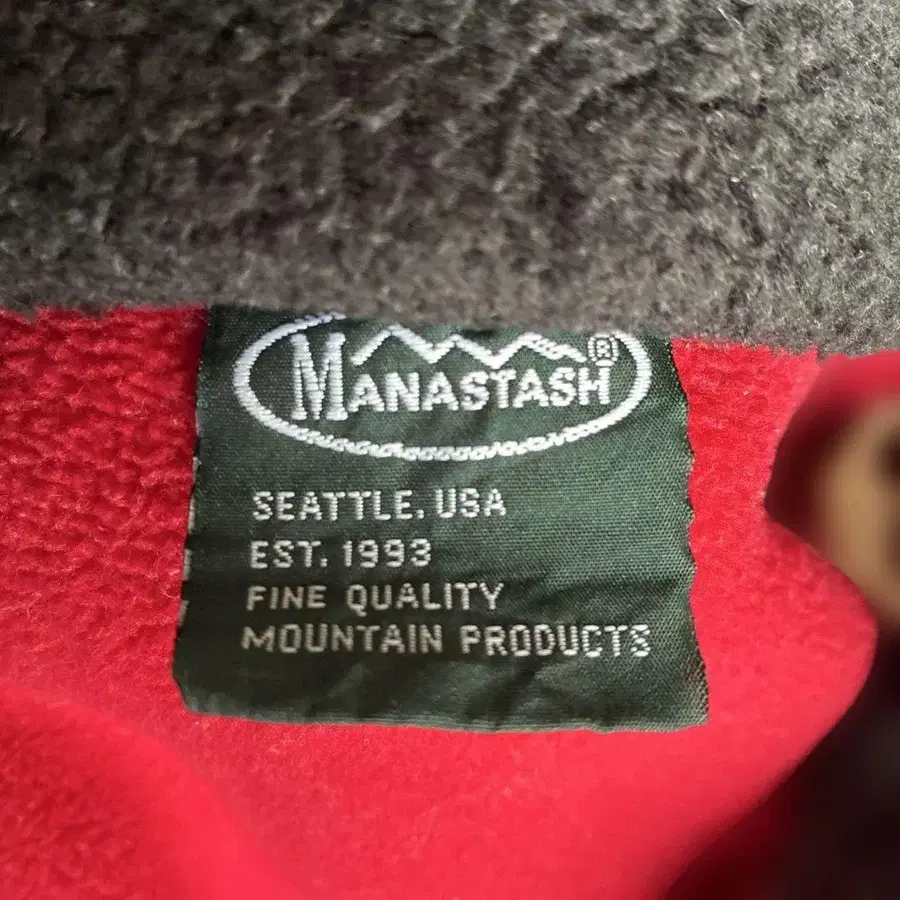 MANASTASH®
SEATTLE, USA
EST. 1993
FINE QUALITY
MOUNTAIN PRODUCTS